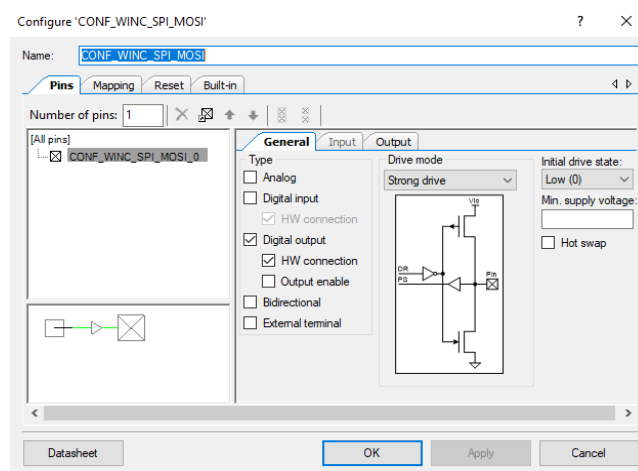 Configure 'CONF_WINC_SPI_MOSI'
?
Name: CONF_WINC_SPI_MOSI
Pins Mapping Reset Built-in
Number of pins: 1
[All pins]
CONF_WINC_SPI_MOSI_0
General Input Output
Type
Analog
Digital input
HW connection
Digital output
HW connection
Output enable
Bidirectional
External terminal
Drive mode
Strong drive
Vio
DR
PS
Pin
Initial drive state:
Low (0)
Min. supply voltage:
Hot swap
Datasheet OK Apply Cancel